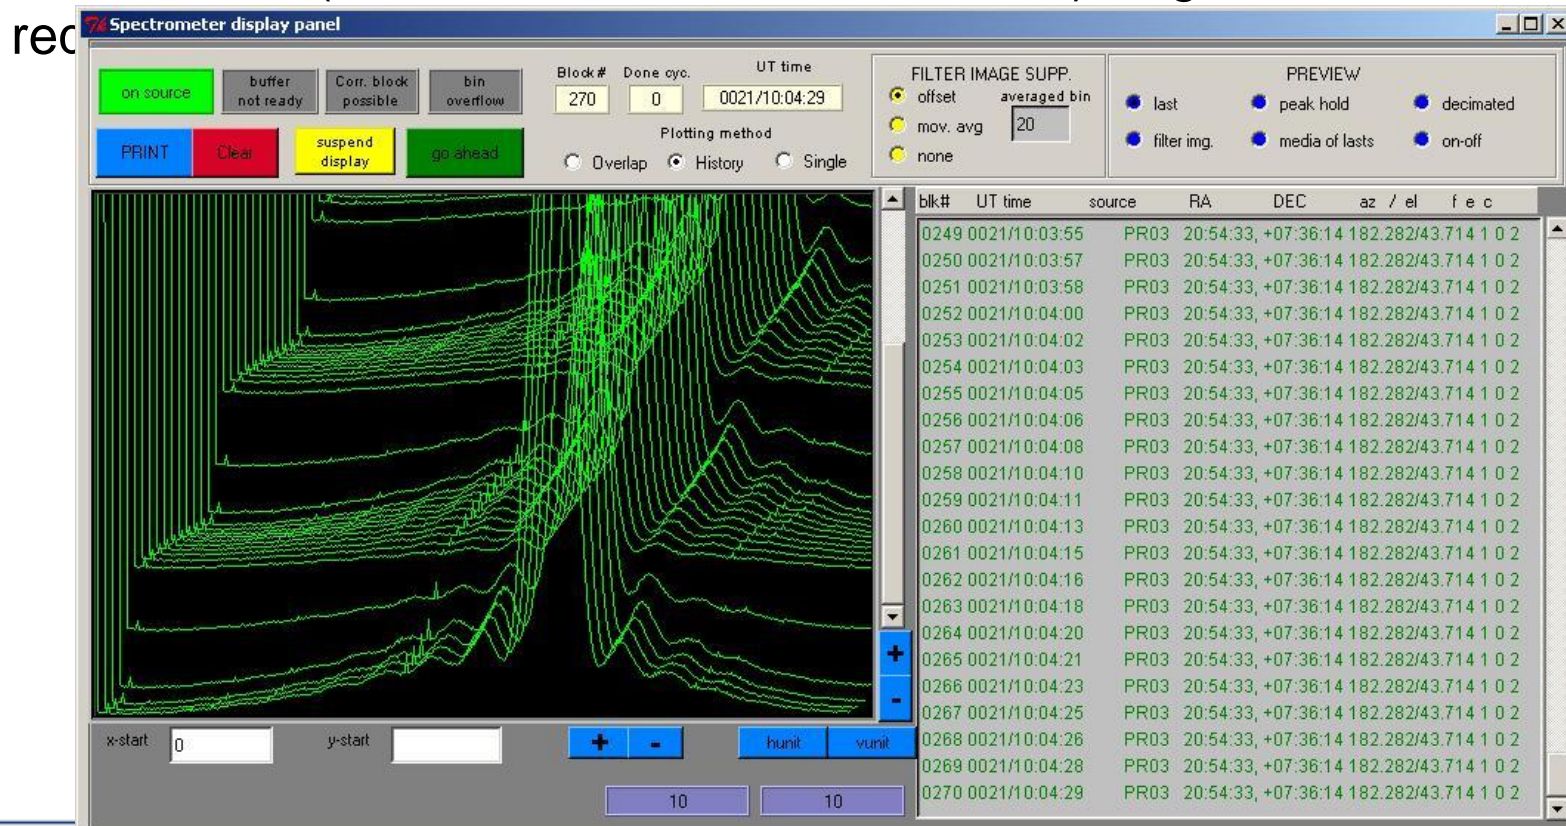 rec
Spectrometer display panel
on source
buffer
not ready
Corr. block
possible
bin
overflow
Block # Done cyc. UT time
270 0 0021/10:04:29
PRINT Clear
suspend
display
go ahead
Plotting method
Overlap History Single
FILTER IMAGE SUPP.
offset averaged bin
mov. avg 20
none
PREVIEW
last peak hold decimated
filter img. media of lasts on-off
blk# UT time source RA DEC az / el f e c
0249 0021/10:03:55 PR03 20:54:33, +07:36:14 182.282/43.714 1 0 2
0250 0021/10:03:57 PR03 20:54:33, +07:36:14 182.282/43.714 1 0 2
0251 0021/10:03:58 PR03 20:54:33, +07:36:14 182.282/43.714 1 0 2
0252 0021/10:04:00 PR03 20:54:33, +07:36:14 182.282/43.714 1 0 2
0253 0021/10:04:02 PR03 20:54:33, +07:36:14 182.282/43.714 1 0 2
0254 0021/10:04:03 PR03 20:54:33, +07:36:14 182.282/43.714 1 0 2
0255 0021/10:04:05 PR03 20:54:33, +07:36:14 182.282/43.714 1 0 2
0256 0021/10:04:06 PR03 20:54:33, +07:36:14 182.282/43.714 1 0 2
0257 0021/10:04:08 PR03 20:54:33, +07:36:14 182.282/43.714 1 0 2
0258 0021/10:04:10 PR03 20:54:33, +07:36:14 182.282/43.714 1 0 2
0259 0021/10:04:11 PR03 20:54:33, +07:36:14 182.282/43.714 1 0 2
0260 0021/10:04:13 PR03 20:54:33, +07:36:14 182.282/43.714 1 0 2
0261 0021/10:04:15 PR03 20:54:33, +07:36:14 182.282/43.714 1 0 2
0262 0021/10:04:16 PR03 20:54:33, +07:36:14 182.282/43.714 1 0 2
0263 0021/10:04:18 PR03 20:54:33, +07:36:14 182.282/43.714 1 0 2
0264 0021/10:04:20 PR03 20:54:33, +07:36:14 182.282/43.714 1 0 2
0265 0021/10:04:21 PR03 20:54:33, +07:36:14 182.282/43.714 1 0 2
0266 0021/10:04:23 PR03 20:54:33, +07:36:14 182.282/43.714 1 0 2
0267 0021/10:04:25 PR03 20:54:33, +07:36:14 182.282/43.714 1 0 2
0268 0021/10:04:26 PR03 20:54:33, +07:36:14 182.282/43.714 1 0 2
0269 0021/10:04:28 PR03 20:54:33, +07:36:14 182.282/43.714 1 0 2
0270 0021/10:04:29 PR03 20:54:33, +07:36:14 182.282/43.714 1 0 2
+
-
x-start 0 y-start + - hunit vunit
10 10